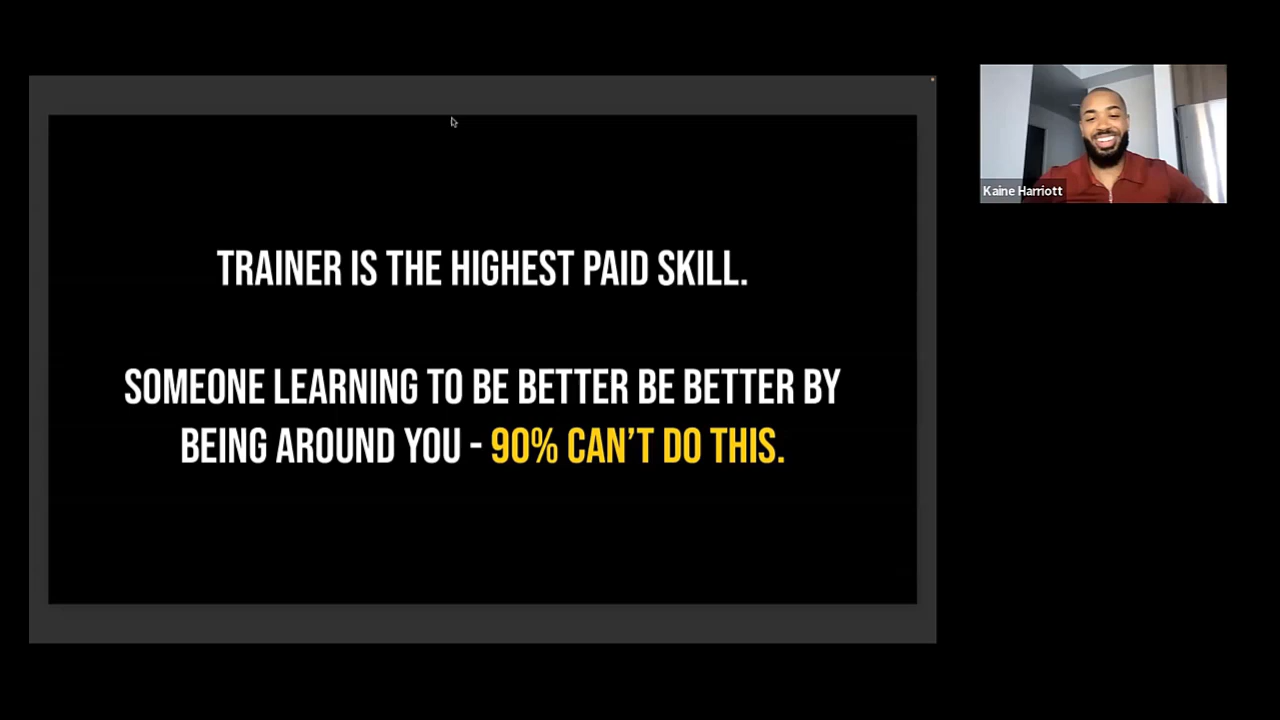 TRAINER IS THE HIGHEST PAID SKILL.
SOMEONE LEARNING TO BE BETTER BE BETTER BY
BEING AROUND YOU - 90% CAN'T DO THIS.
Kaine Harriott